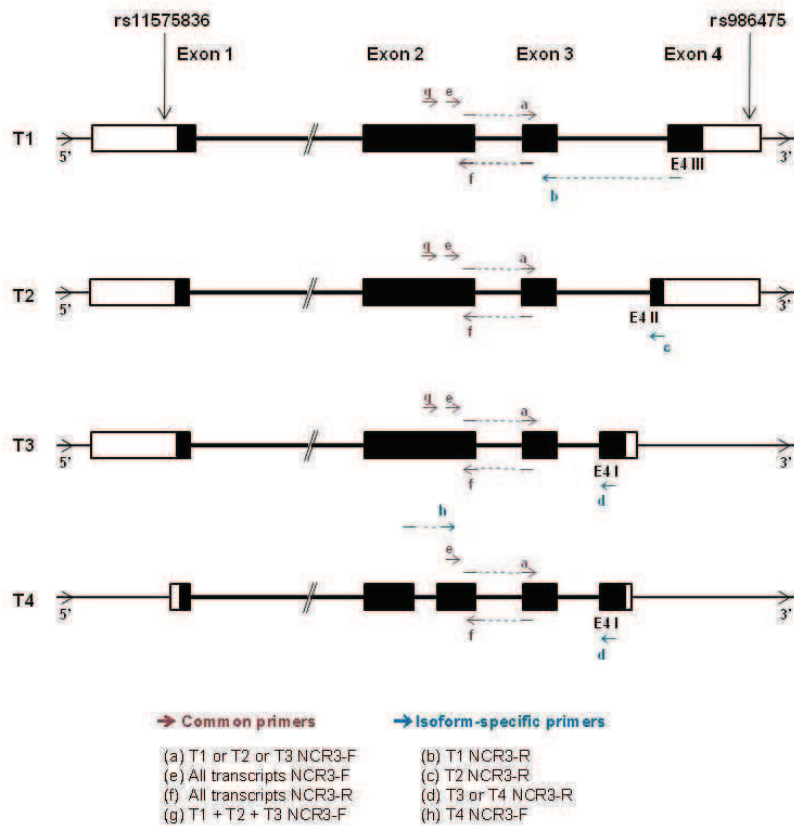 rs11575836 rs986475
Exon 1 Exon 2 Exon 3 Exon 4
g e a
T1
5' 3'
f E4 III
b
g e a
T2
5' 3'
f E4 II
c
g e a
T3
5' 3'
f E4 I
d
h
e a
T4
5' 3'
f E4 I
d
Common primers Isoform-specific primers
(a) T1 or T2 or T3 NCR3-F (b) T1 NCR3-R
(e) All transcripts NCR3-F (c) T2 NCR3-R
(f) All transcripts NCR3-R (d) T3 or T4 NCR3-R
(g) T1 + T2 + T3 NCR3-F (h) T4 NCR3-F